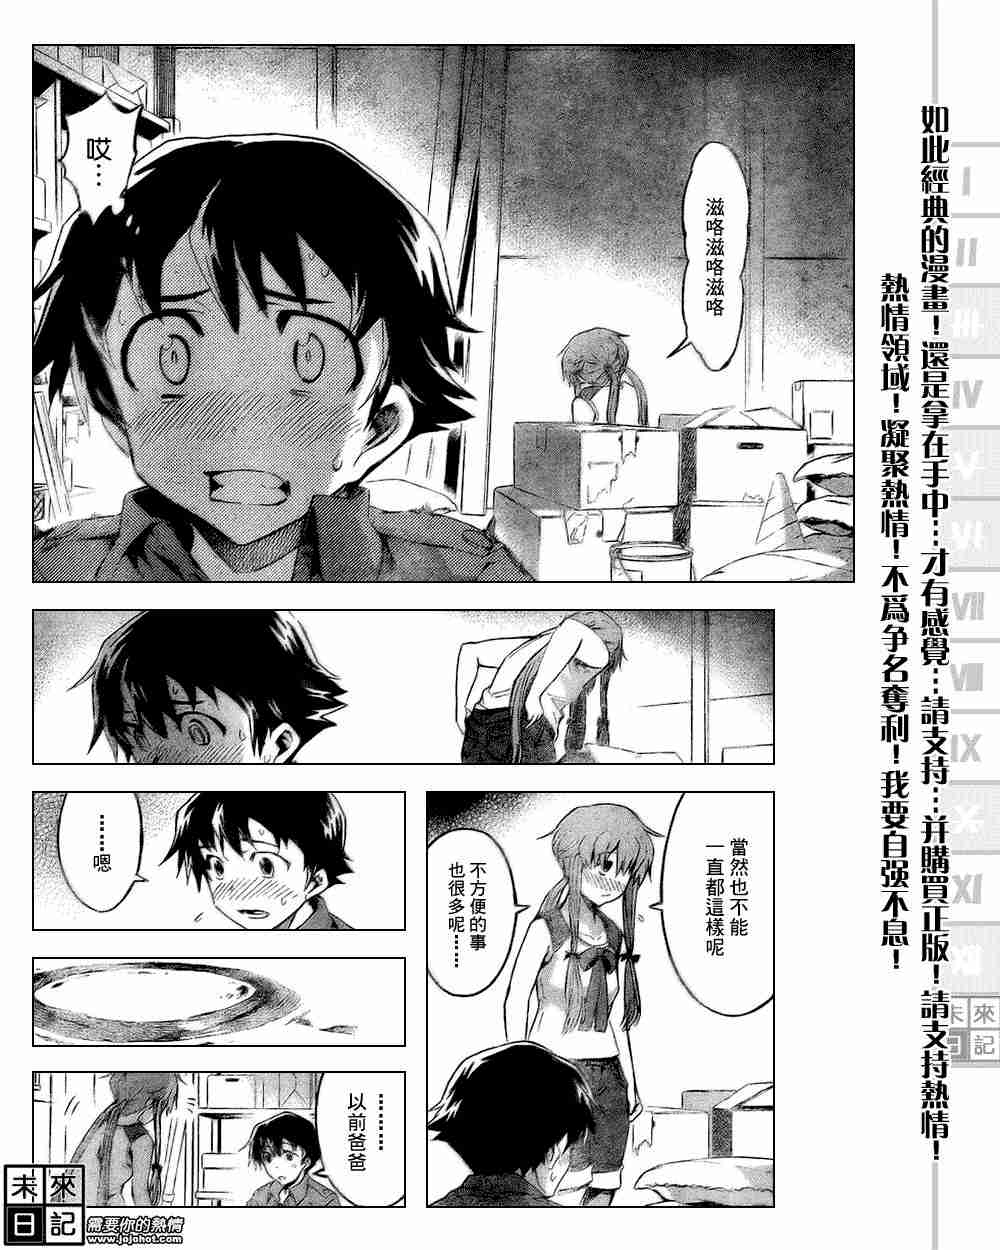 滋咯滋咯滋咯
哎…
當然也不能
一直都這樣呢
不方便的事
也很多呢……
……嗯
………
以前爸爸
如此經典的漫畫！還是拿在手中…才有感覺…請支持…并購買正版！請支持熱情！
熱情領域！凝聚熱情！不爲争名奪利！我要自强不息！
I
II
III
IV
V
VI
VII
VIII
IX
X
XI
XII
未來
日記
未來
日記
需要你的熱情
www.jojohot.com